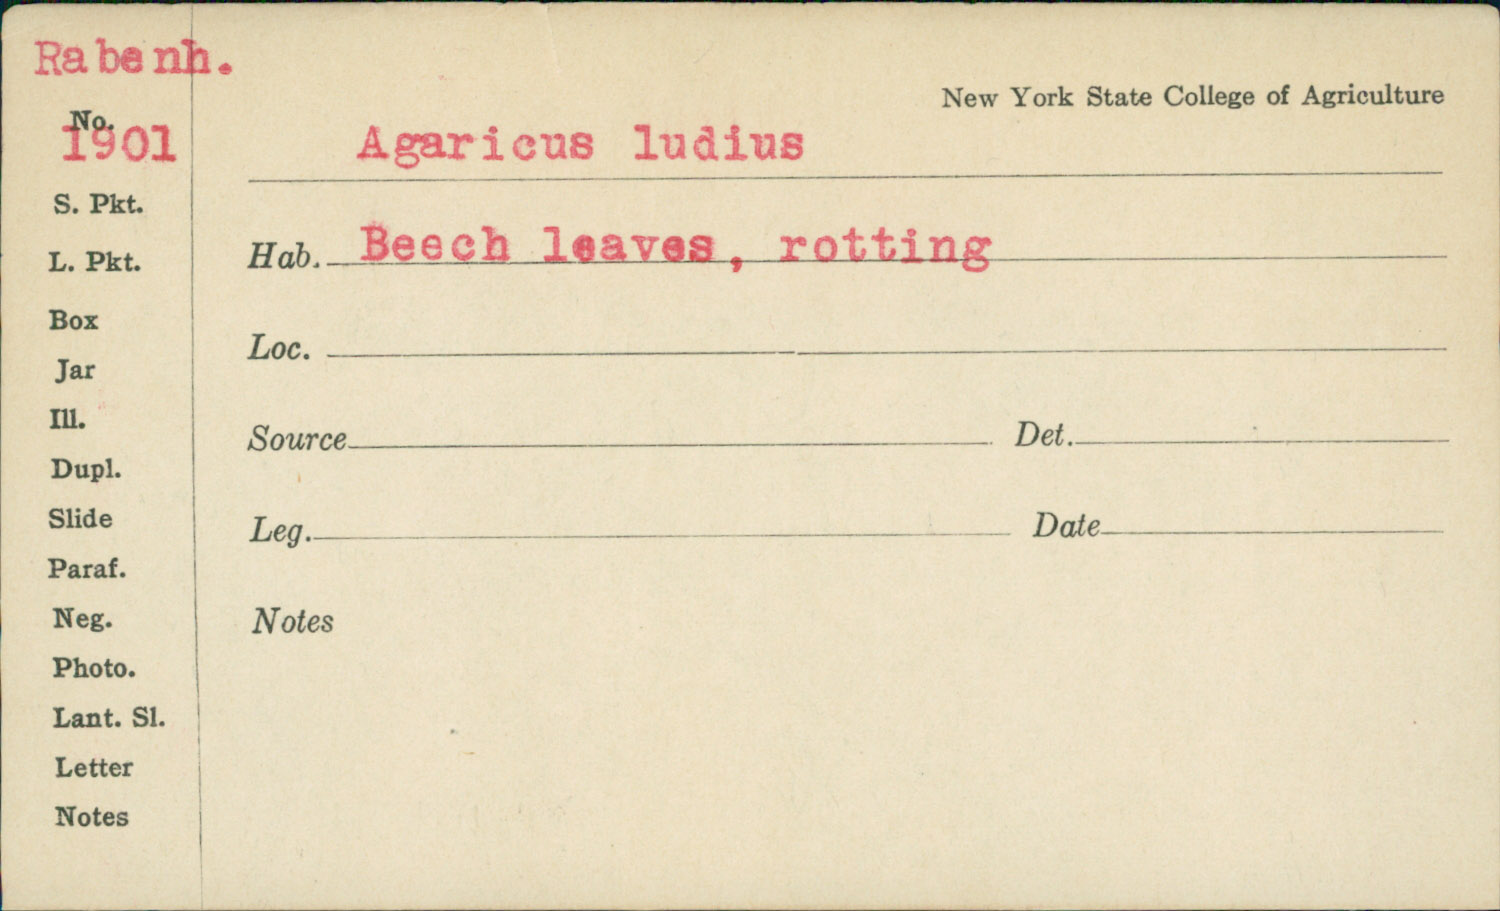 Rabenh.
New York State College of Agriculture
No.
1901
Agaricus ludius
S. Pkt.
Hab. Beech leaves, rotting
L. Pkt.
Box
Loc.
Jar
Ill.
Source Det.
Dupl.
Slide
Leg. Date
Paraf.
Neg.
Notes
Photo.
Lant. Sl.
Letter
Notes